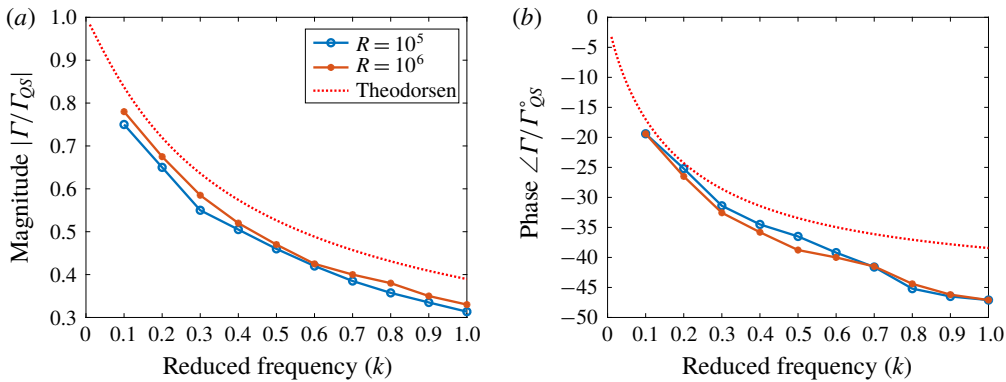 (a)
1.0
0.9
0.8
0.7
0.6
0.5
0.4
0.3
Magnitude |Γ/Γ_QS|
R = 10⁵
R = 10⁶
Theodorsen
0 0.1 0.2 0.3 0.4 0.5 0.6 0.7 0.8 0.9 1.0
Reduced frequency (k)
(b)
0
−5
−10
−15
−20
−25
−30
−35
−40
−45
−50
Phase ∠Γ/Γ°_QS
0 0.1 0.2 0.3 0.4 0.5 0.6 0.7 0.8 0.9 1.0
Reduced frequency (k)